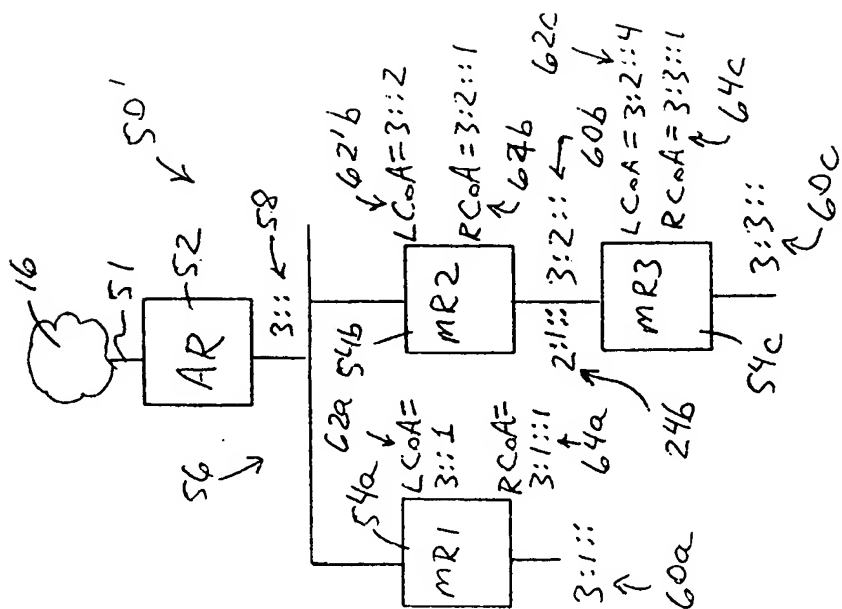 16
51
52
AR
50'
56
3:::
58
62a
54a
LCoA=
3:::1
MR1
RCoA=
3:1:::1
64a
3:1:::
60a
54b
MR2
62'b
LCoA=3:::2
RCoA=3:2:::1
64b
2:1:::
24b
3:2:::
60b
62c
MR3
LCoA=3:2:::4
RCoA=3:3:::1
64c
54c
3:3:::
60c